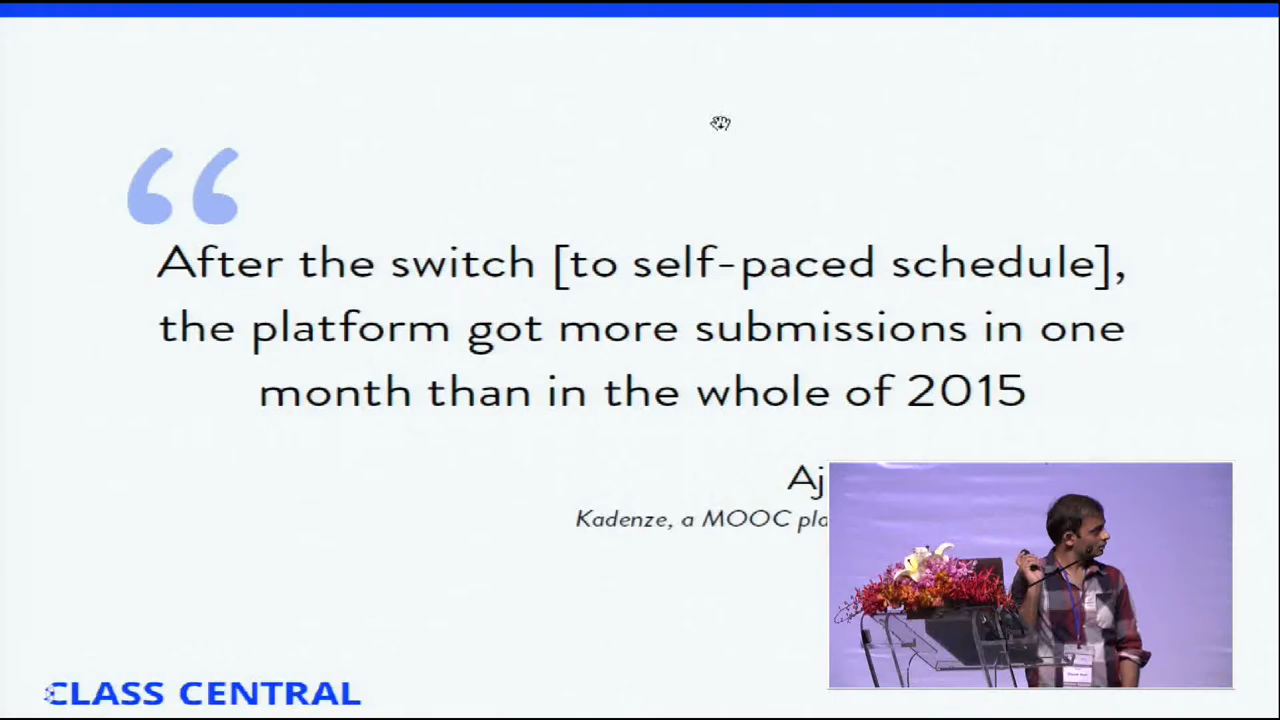 “
After the switch [to self-paced schedule],
the platform got more submissions in one
month than in the whole of 2015
Aj
Kadenze, a MOOC pla
CLASS CENTRAL